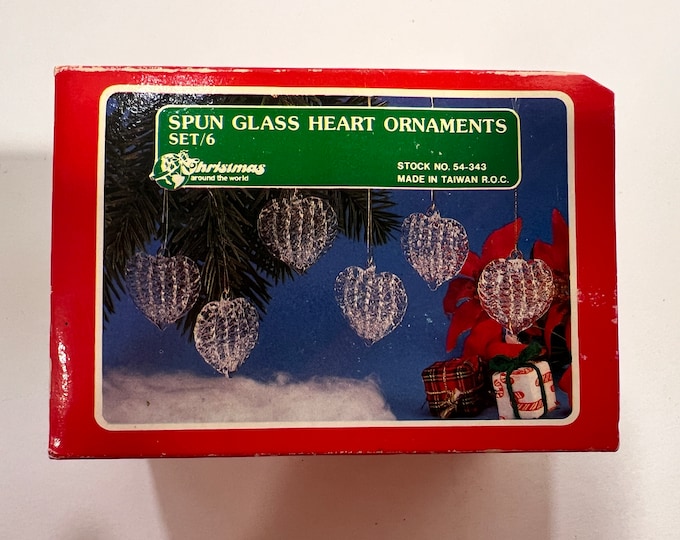 SPUN GLASS HEART ORNAMENTS
SET/6
Christmas
around the world
STOCK NO. 54-343
MADE IN TAIWAN R.O.C.